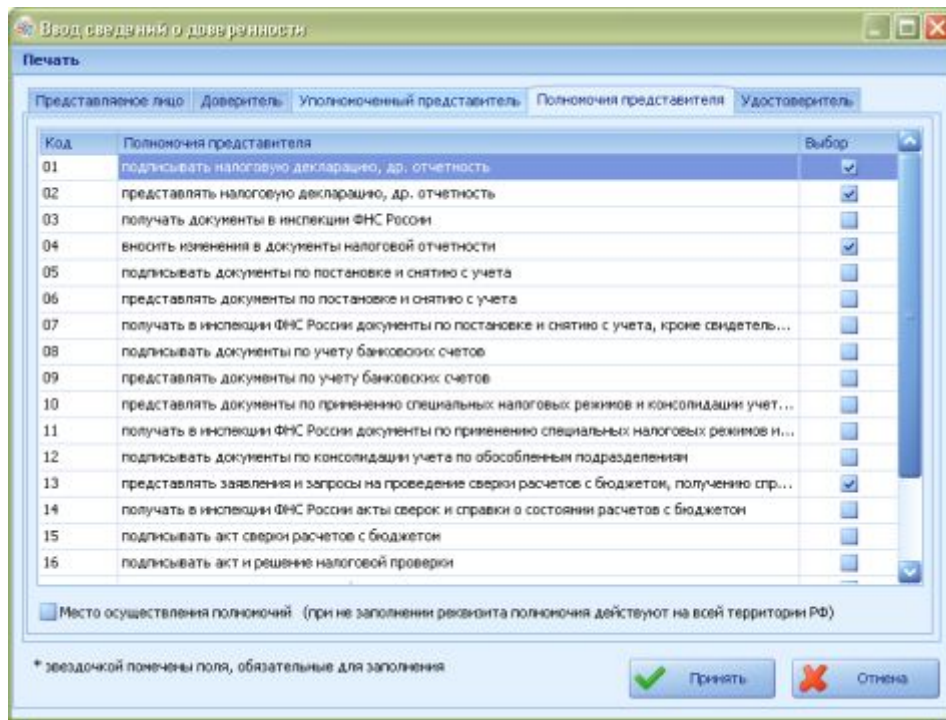 Ввод сведений о доверенности
Печать
Представляемое лицо Доверитель Уполномоченный представитель Полномочия представителя Удостоверитель
Код Полномочия представителя Выбор
01 подписывать налоговую декларацию, др. отчетность
02 представлять налоговую декларацию, др. отчетность
03 получать документы в инспекции ФНС России
04 вносить изменения в документы налоговой отчетности
05 подписывать документы по постановке и снятию с учета
06 представлять документы по постановке и снятию с учета
07 получать в инспекции ФНС России документы по постановке и снятию с учета, кроме свидетель...
08 подписывать документы по учету банковских счетов
09 представлять документы по учету банковских счетов
10 представлять документы по применению специальных налоговых режимов и консолидации учет...
11 получать в инспекции ФНС России документы по применению специальных налоговых режимов и...
12 подписывать документы по консолидации учета по обособленным подразделениям
13 представлять заявления и запросы на проведение сверки расчетов с бюджетом, получению спр...
14 получать в инспекции ФНС России акты сверок и справки о состоянии расчетов с бюджетом
15 подписывать акт сверки расчетов с бюджетом
16 подписывать акт и решение налоговой проверки
Место осуществления полномочий (при не заполнении реквизита полномочия действуют на всей территории РФ)
* звездочкой помечены поля, обязательные для заполнения
Принять Отмена